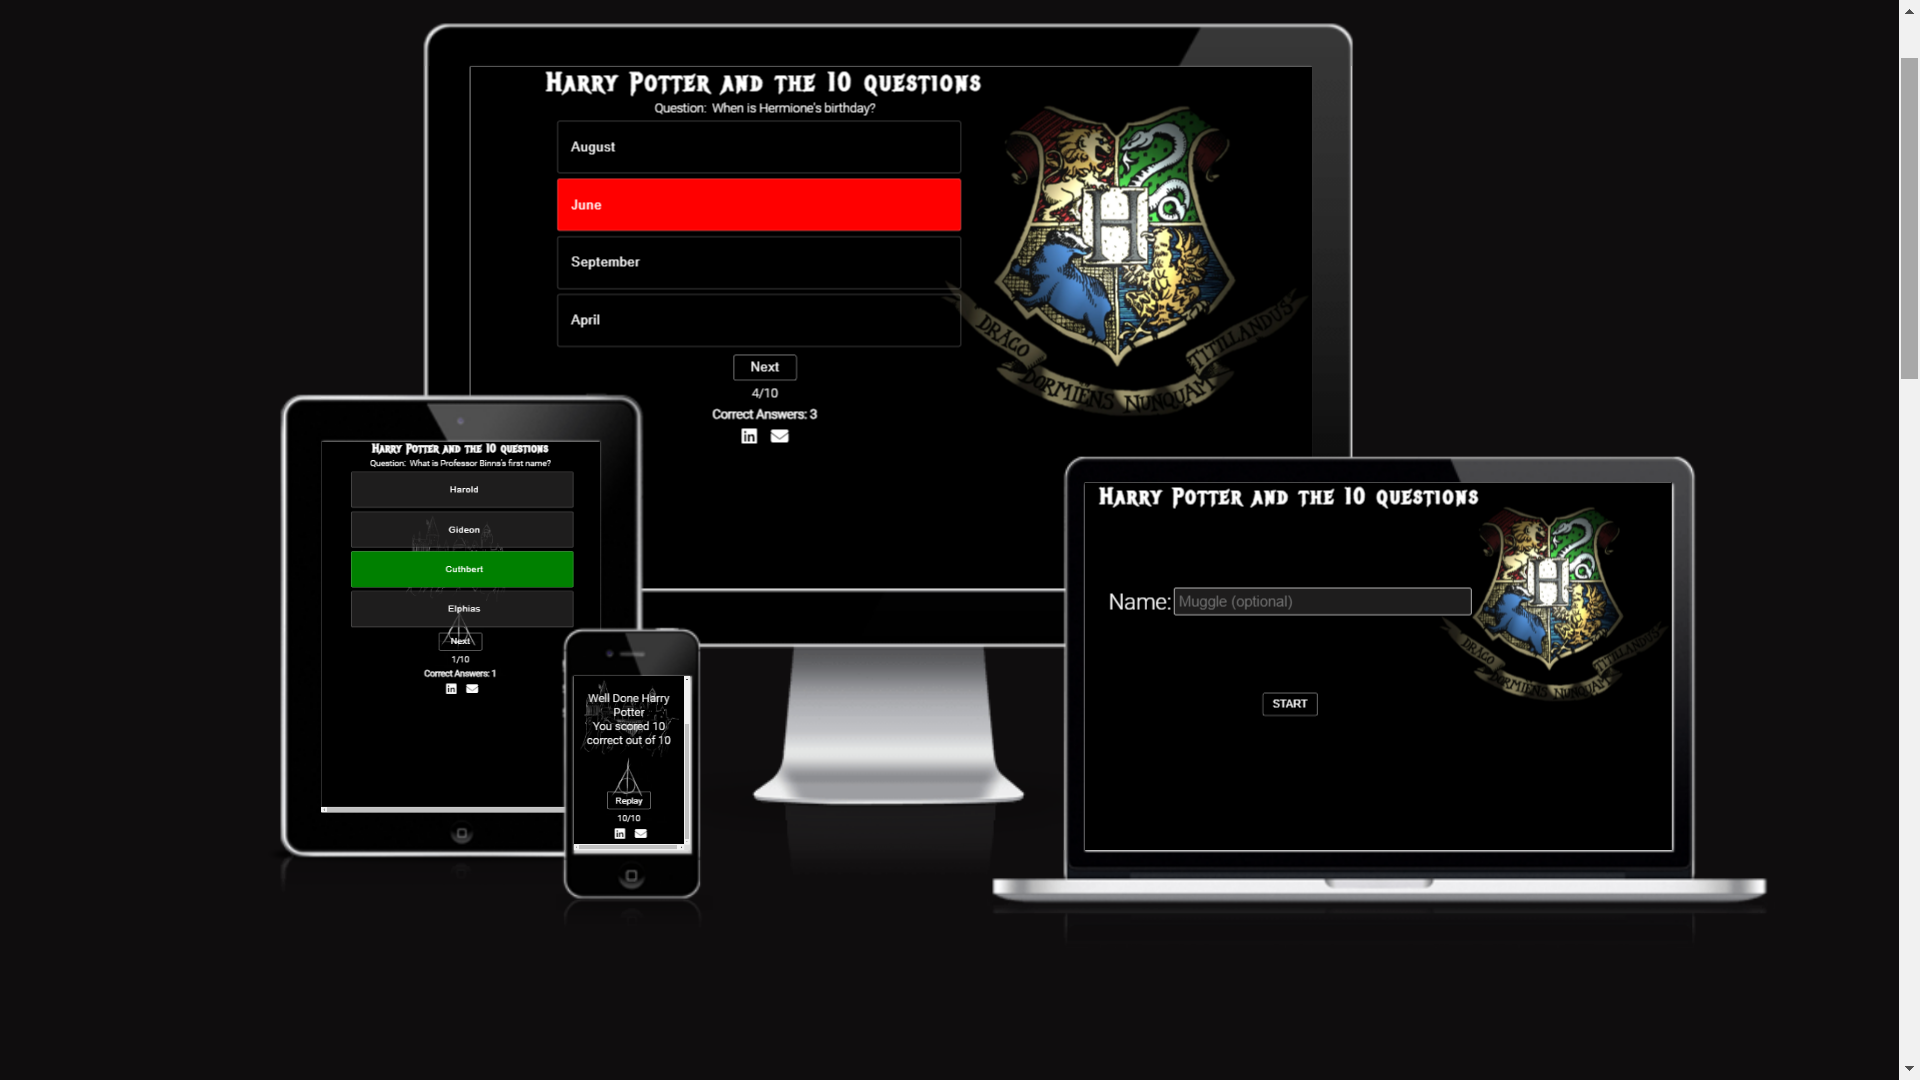 Harry Potter and the 10 questions
Question: When is Hermione's birthday?
August
June
September
April
Next
4/10
Correct Answers: 3
H
DRACO
DORMIENS NUNQUAM
TITILLANDUS
Harry Potter and the 10 questions
Question: What is Professor Binns's first name?
Harold
Gideon
Cuthbert
Elphias
Next
1/10
Correct Answers: 1
Well Done Harry
Potter
You scored 10
correct out of 10
Replay
10/10
Harry Potter and the 10 questions
Name: Muggle (optional)
START
H
DRACO
DORMIENS NUNQUAM
TITILLANDUS